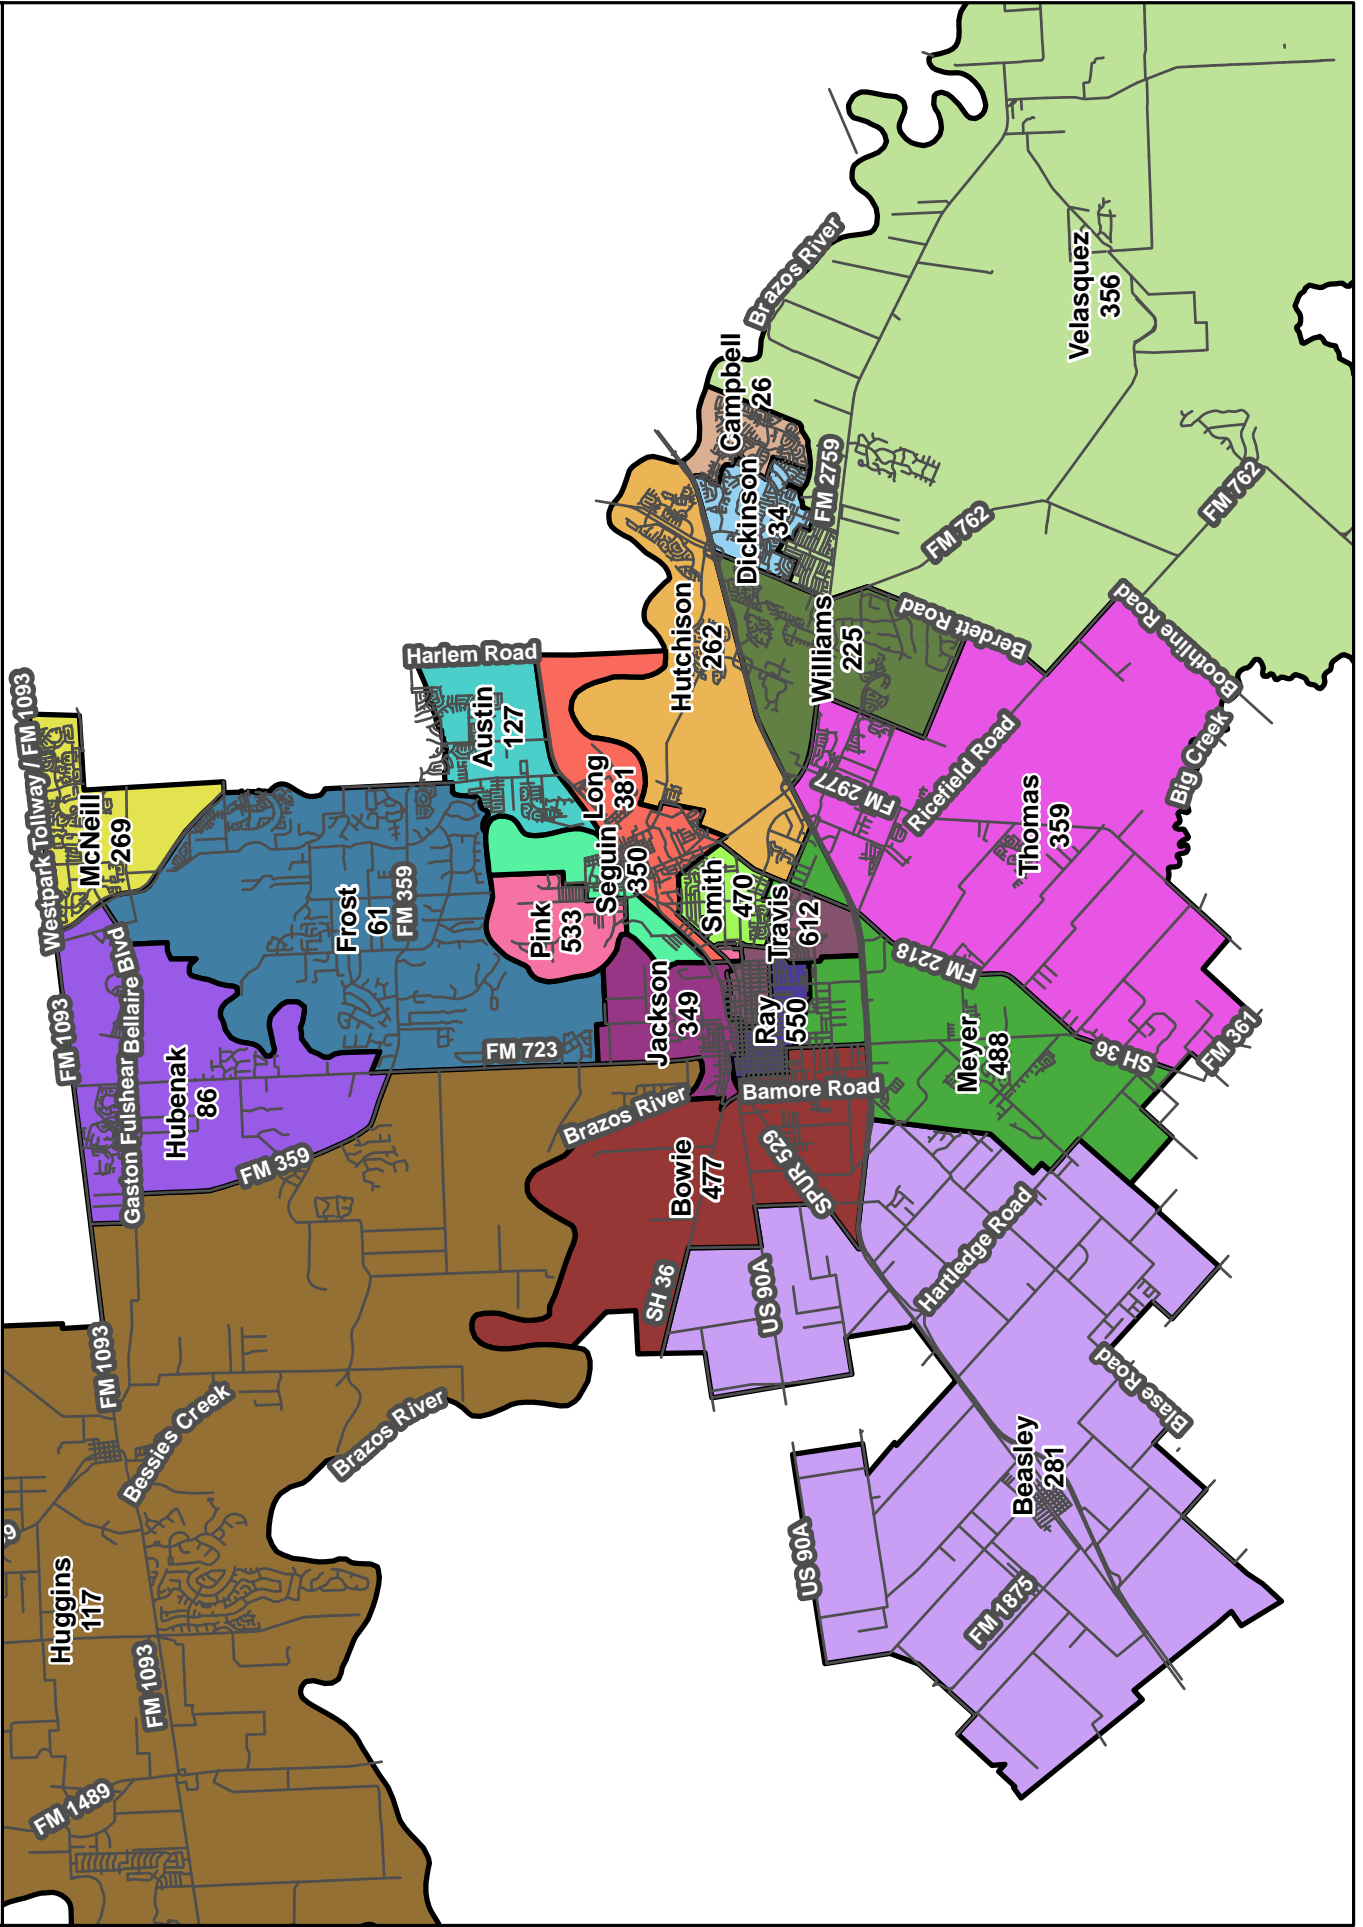 Westpark Tollway / FM 1093
McNeill
269
FM 1093
Gaston Fushear Bellaire Blvd
Hubenak
86
FM 359
Frost
61
FM 359
FM 723
Harlem Road
Austin
127
Long
381
Seguin
350
Pink
533
Jackson
349
Smith
470
Travis
612
Ray
550
Hutchison
262
Campbell
26
Dickinson
34
Williams
225
Brazos River
FM 2759
FM 762
FM 762
Velasquez
356
Berdett Road
Boothline Road
Big Creek
Ricefield Road
FM 2977
Thomas
359
FM 2218
Meyer
488
SH 36
FM 361
Bamore Road
Brazos River
Bowie
477
SPUR 529
SH 36
US 90A
Hartledge Road
Blase Road
Beasley
281
US 90A
FM 1875
FM 1093
Bessies Creek
Brazos River
Huggins
117
FM 1093
FM 1489
9